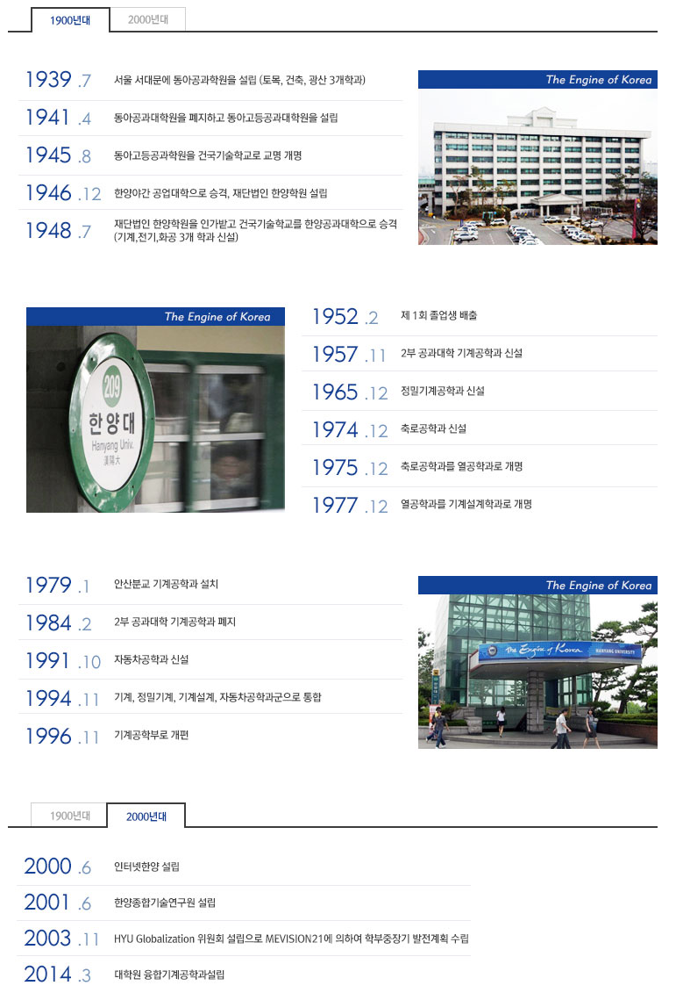 1900년대
2000년대
1939 .7 서울 서대문에 동아공과학원을 설립 (토목, 건축, 광산 3개학과)
1941 .4 동아공과대학원을 폐지하고 동아고등공과대학원을 설립
1945 .8 동아고등공과학원을 건국기술학교로 교명 개명
1946 .12 한양야간 공업대학으로 승격, 재단법인 한양학원 설립
1948 .7 재단법인 한양학원을 인가받고 건국기술학교를 한양공과대학으로 승격
(기계,전기,화공 3개 학과 신설)
The Engine of Korea
The Engine of Korea
209
한양대
Hanyang Univ.
漢陽大
1952 .2 제 1회 졸업생 배출
1957 .11 2부 공과대학 기계공학과 신설
1965 .12 정밀기계공학과 신설
1974 .12 축로공학과 신설
1975 .12 축로공학과를 열공학과로 개명
1977 .12 열공학과를 기계설계학과로 개명
1979 .1 안산분교 기계공학과 설치
1984 .2 2부 공과대학 기계공학과 폐지
1991 .10 자동차공학과 신설
1994 .11 기계, 정밀기계, 기계설계, 자동차공학과군으로 통합
1996 .11 기계공학부로 개편
The Engine of Korea
The Engine of Korea HANYANG UNIVERSITY
1900년대
2000년대
2000 .6 인터넷한양 설립
2001 .6 한양종합기술연구원 설립
2003 .11 HYU Globalization 위원회 설립으로 MEVISION21에 의하여 학부중장기 발전계획 수립
2014 .3 대학원 융합기계공학과설립